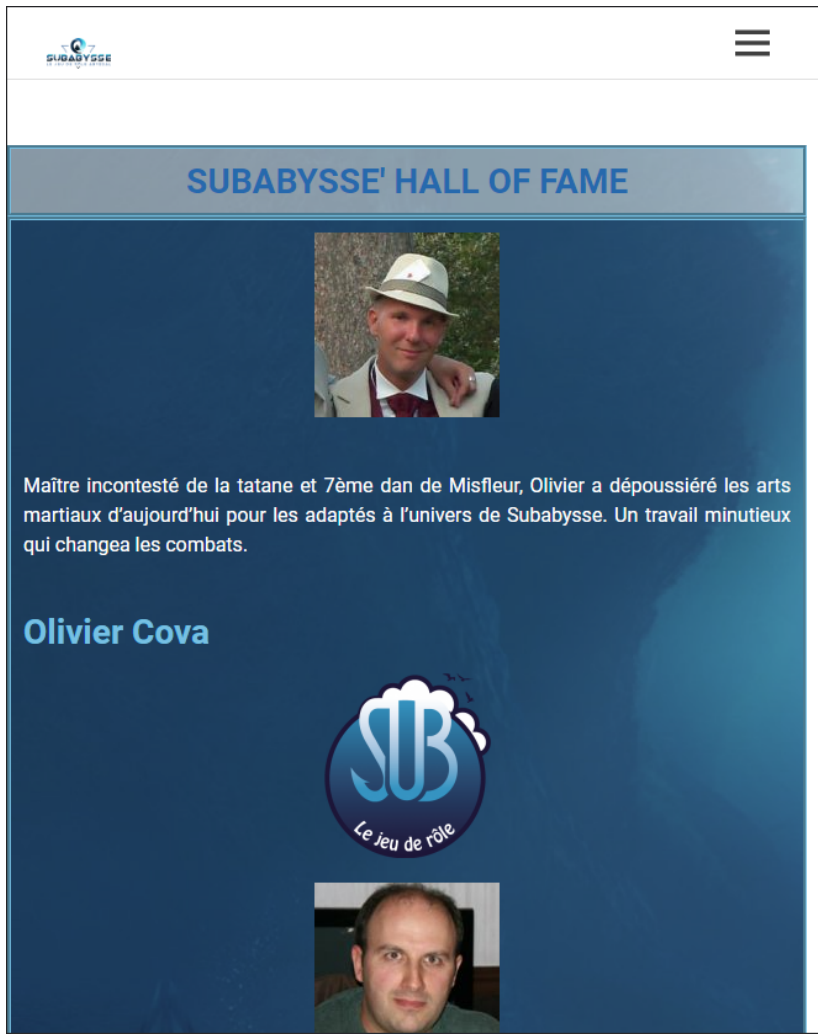 SUBABYSSE
SUBABYSSE' HALL OF FAME
Maître incontesté de la tatane et 7ème dan de Misfleur, Olivier a dépoussiéré les arts
martiaux d’aujourd’hui pour les adaptés à l’univers de Subabysse. Un travail minutieux
qui changea les combats.
Olivier Cova
SUB
Le jeu de rôle